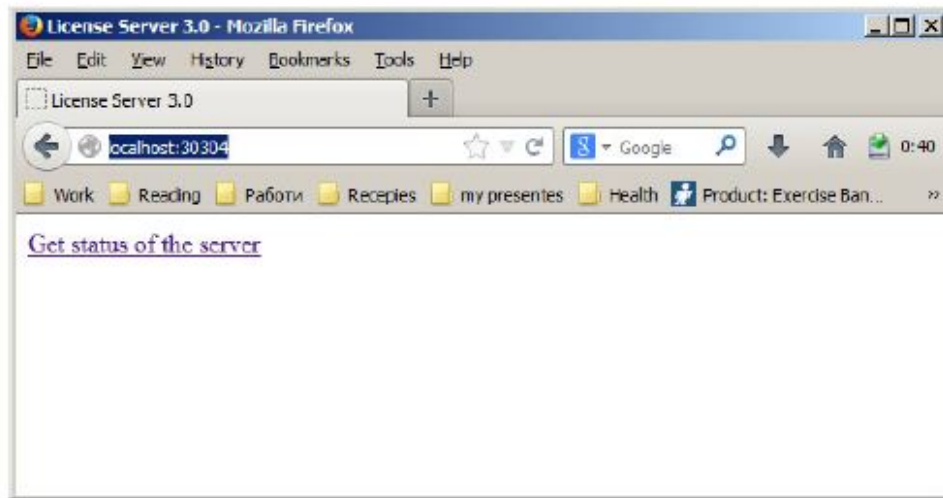 License Server 3.0 - Mozilla Firefox
File Edit View History Bookmarks Tools Help
License Server 3.0 +
localhost:30304 Google 0:40
Work Reading Работи Recepies my presentes Health Product: Exercise Ban... »
Get status of the server